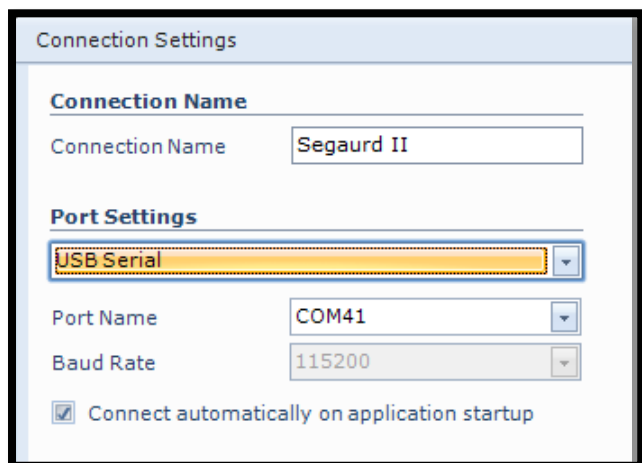 Connection Settings
Connection Name
Connection Name Segaurd II
Port Settings
USB Serial
Port Name COM41
Baud Rate 115200
Connect automatically on application startup